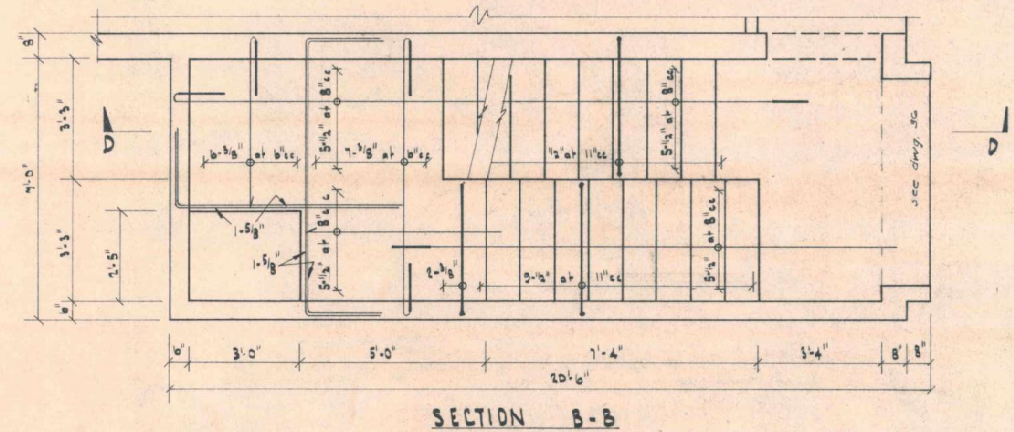 8"
7'-0"
3'-3"
3'-3"
2'-5"
6"
D
D
6-3/8" at 6"cc
7-3/8" at 6"cc
5-1/2" at 8"cc
1/2" at 11"cc
5-1/2" at 8"cc
1-5/8"
1-5/8"
5-1/2" at 8"cc
2-3/8"
9-1/2" at 11"cc
5-1/2" at 8"cc
see dwg. 36
6"
3'-0"
5'-0"
7'-4"
3'-4"
8"
8"
20'-6"
SECTION B-B